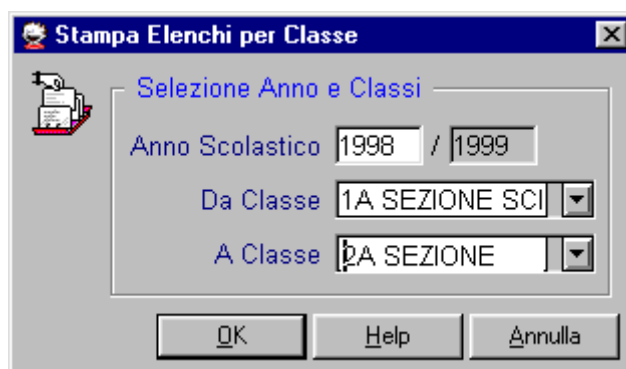 Stampa Elenchi per Classe
Selezione Anno e Classi
Anno Scolastico 1998 / 1999
Da Classe 1A SEZIONE SCI
A Classe 2A SEZIONE
OK Help Annulla